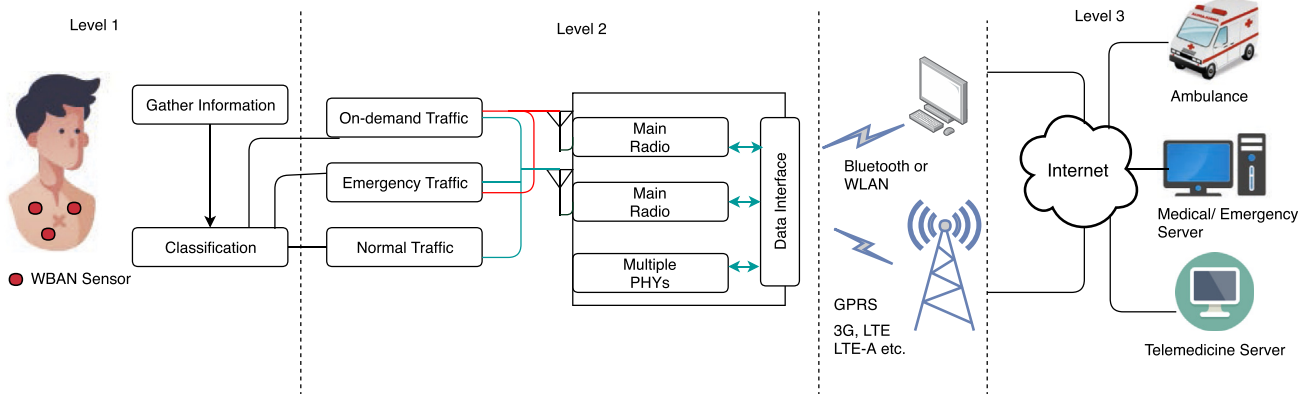 Level 1
Level 2
Level 3
Gather Information
Classification
WBAN Sensor
On-demand Traffic
Emergency Traffic
Normal Traffic
Main
Radio
Main
Radio
Multiple
PHYs
Data Interface
Bluetooth or
WLAN
GPRS
3G, LTE
LTE-A etc.
Internet
Ambulance
Medical/ Emergency
Server
Telemedicine Server